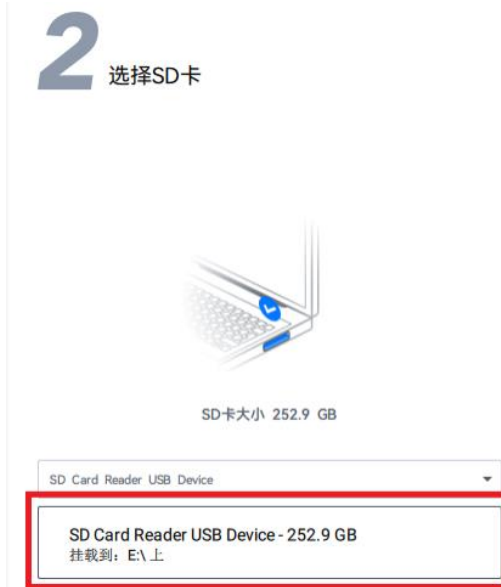 2
选择SD卡
SD卡大小 252.9 GB
SD Card Reader USB Device
SD Card Reader USB Device - 252.9 GB
挂载到：E:\ 上